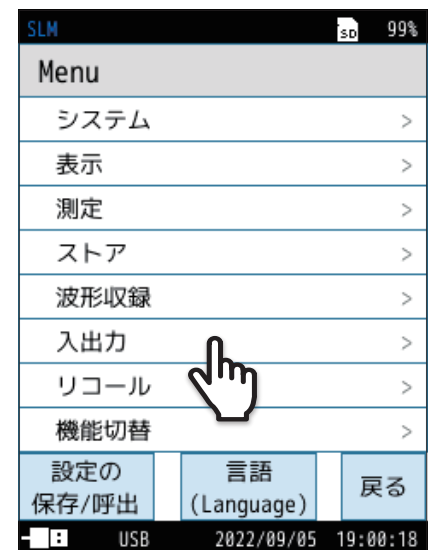 SLM SD 99%
Menu
システム >
表示 >
測定 >
ストア >
波形収録 >
入出力 >
リコール >
機能切替 >
設定の
保存/呼出
言語
(Language)
戻る
USB 2022/09/05 19:00:18